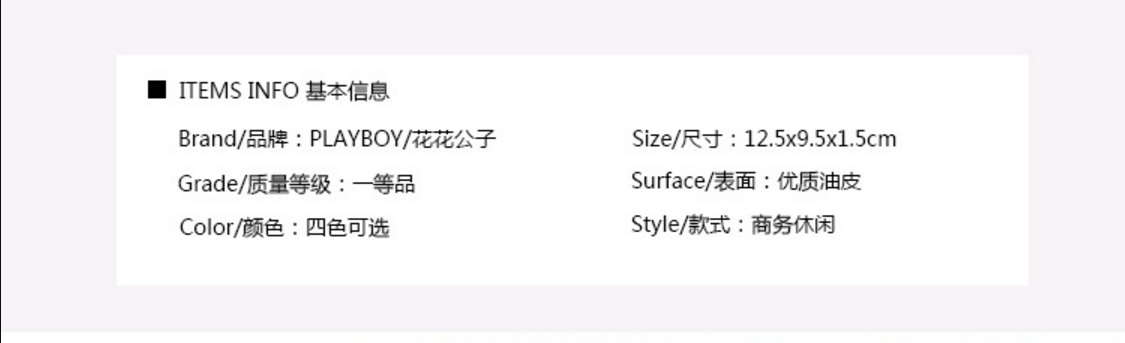 ■ ITEMS INFO 基本信息
Brand/品牌：PLAYBOY/花花公子
Size/尺寸：12.5x9.5x1.5cm
Grade/质量等级：一等品
Surface/表面：优质油皮
Color/颜色：四色可选
Style/款式：商务休闲